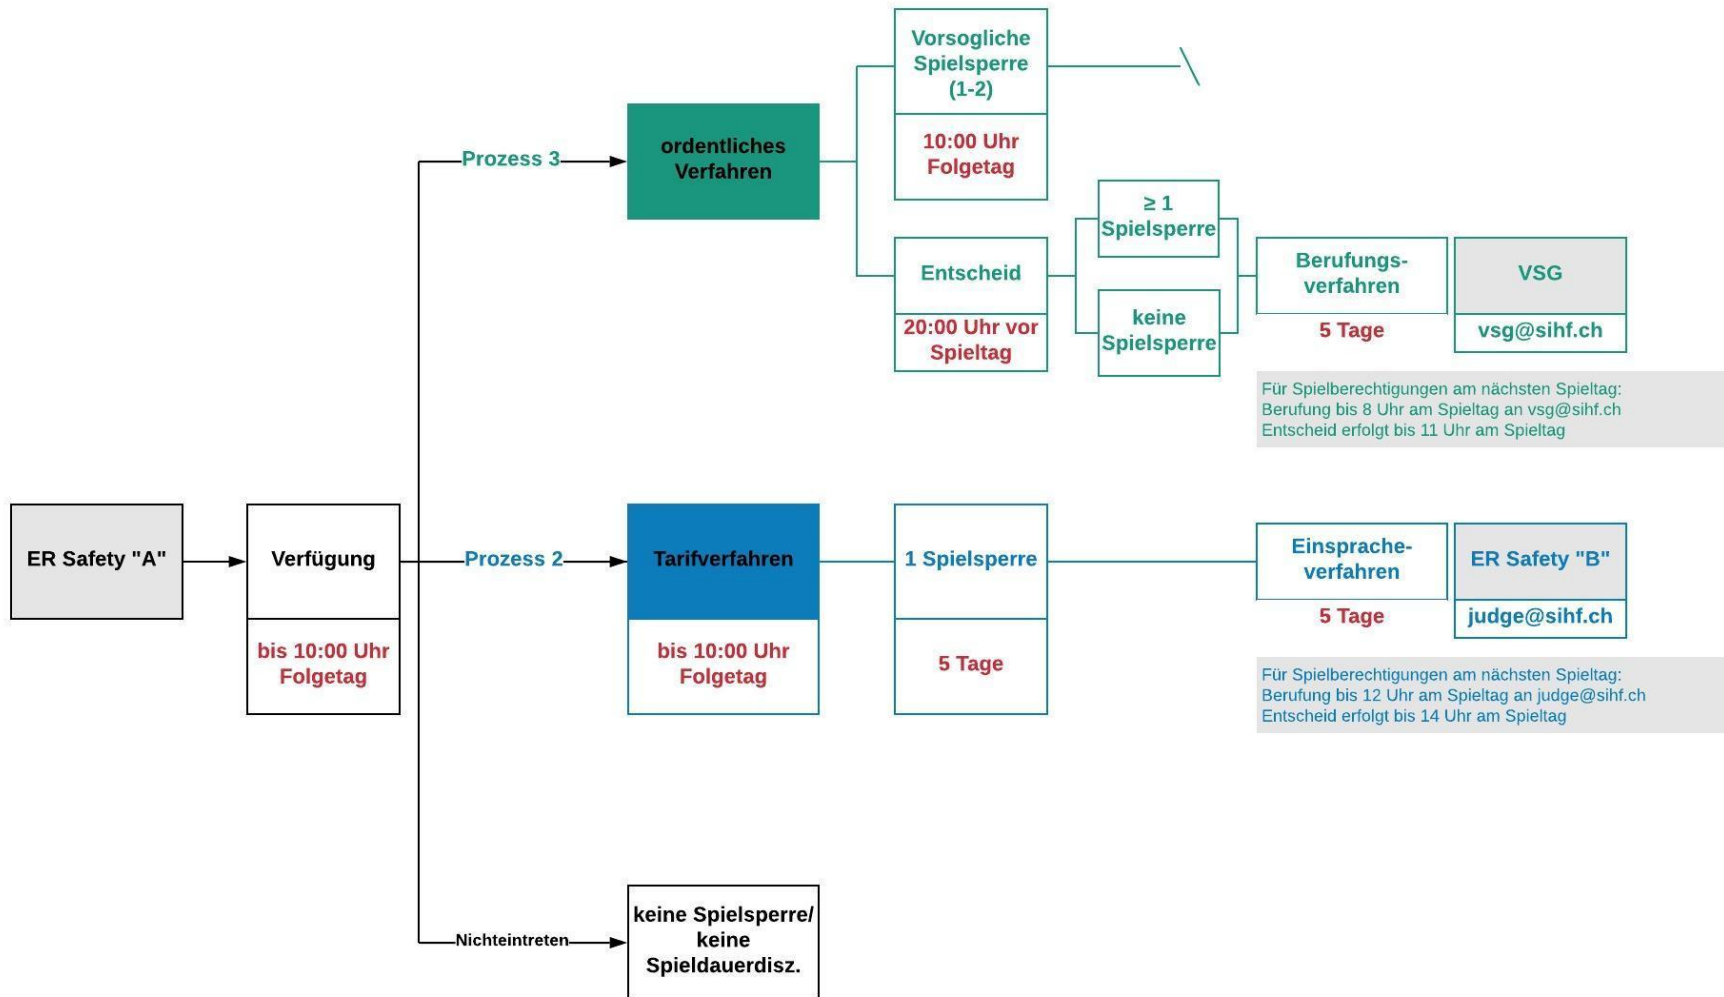 Vorsogliche
Spielsperre
(1-2)
10:00 Uhr
Folgetag
Prozess 3
ordentliches
Verfahren
≥ 1
Spielsperre
Entscheid
20:00 Uhr vor
Spieltag
keine
Spielsperre
Berufungs-
verfahren
5 Tage
VSG
vsg@sihf.ch
Für Spielberechtigungen am nächsten Spieltag:
Berufung bis 8 Uhr am Spieltag an vsg@sihf.ch
Entscheid erfolgt bis 11 Uhr am Spieltag
ER Safety "A"
Verfügung
bis 10:00 Uhr
Folgetag
Prozess 2
Tarifverfahren
bis 10:00 Uhr
Folgetag
1 Spielsperre
5 Tage
Einsprache-
verfahren
5 Tage
ER Safety "B"
judge@sihf.ch
Für Spielberechtigungen am nächsten Spieltag:
Berufung bis 12 Uhr am Spieltag an judge@sihf.ch
Entscheid erfolgt bis 14 Uhr am Spieltag
Nichteintreten
keine Spielsperre/
keine
Spieldauerdisz.